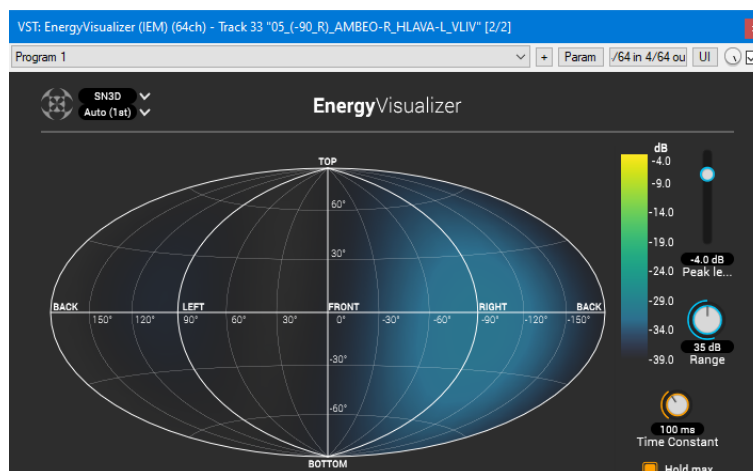 VST: EnergyVisualizer (IEM) (64ch) - Track 33 "05_(-90_R)_AMBEO-R_HLAVA-L_VLIV" [2/2]
Program 1
+
Param
/64 in 4/64 ou
UI
SN3D
Auto (1st)
EnergyVisualizer
TOP
60°
30°
BACK
LEFT
FRONT
RIGHT
BACK
150°
120°
90°
60°
30°
0°
-30°
-60°
-90°
-120°
-150°
-30°
-60°
BOTTOM
dB
-4.0
-9.0
-14.0
-19.0
-24.0
-29.0
-34.0
-39.0
-4.0 dB
Peak le...
35 dB
Range
100 ms
Time Constant
Hold max